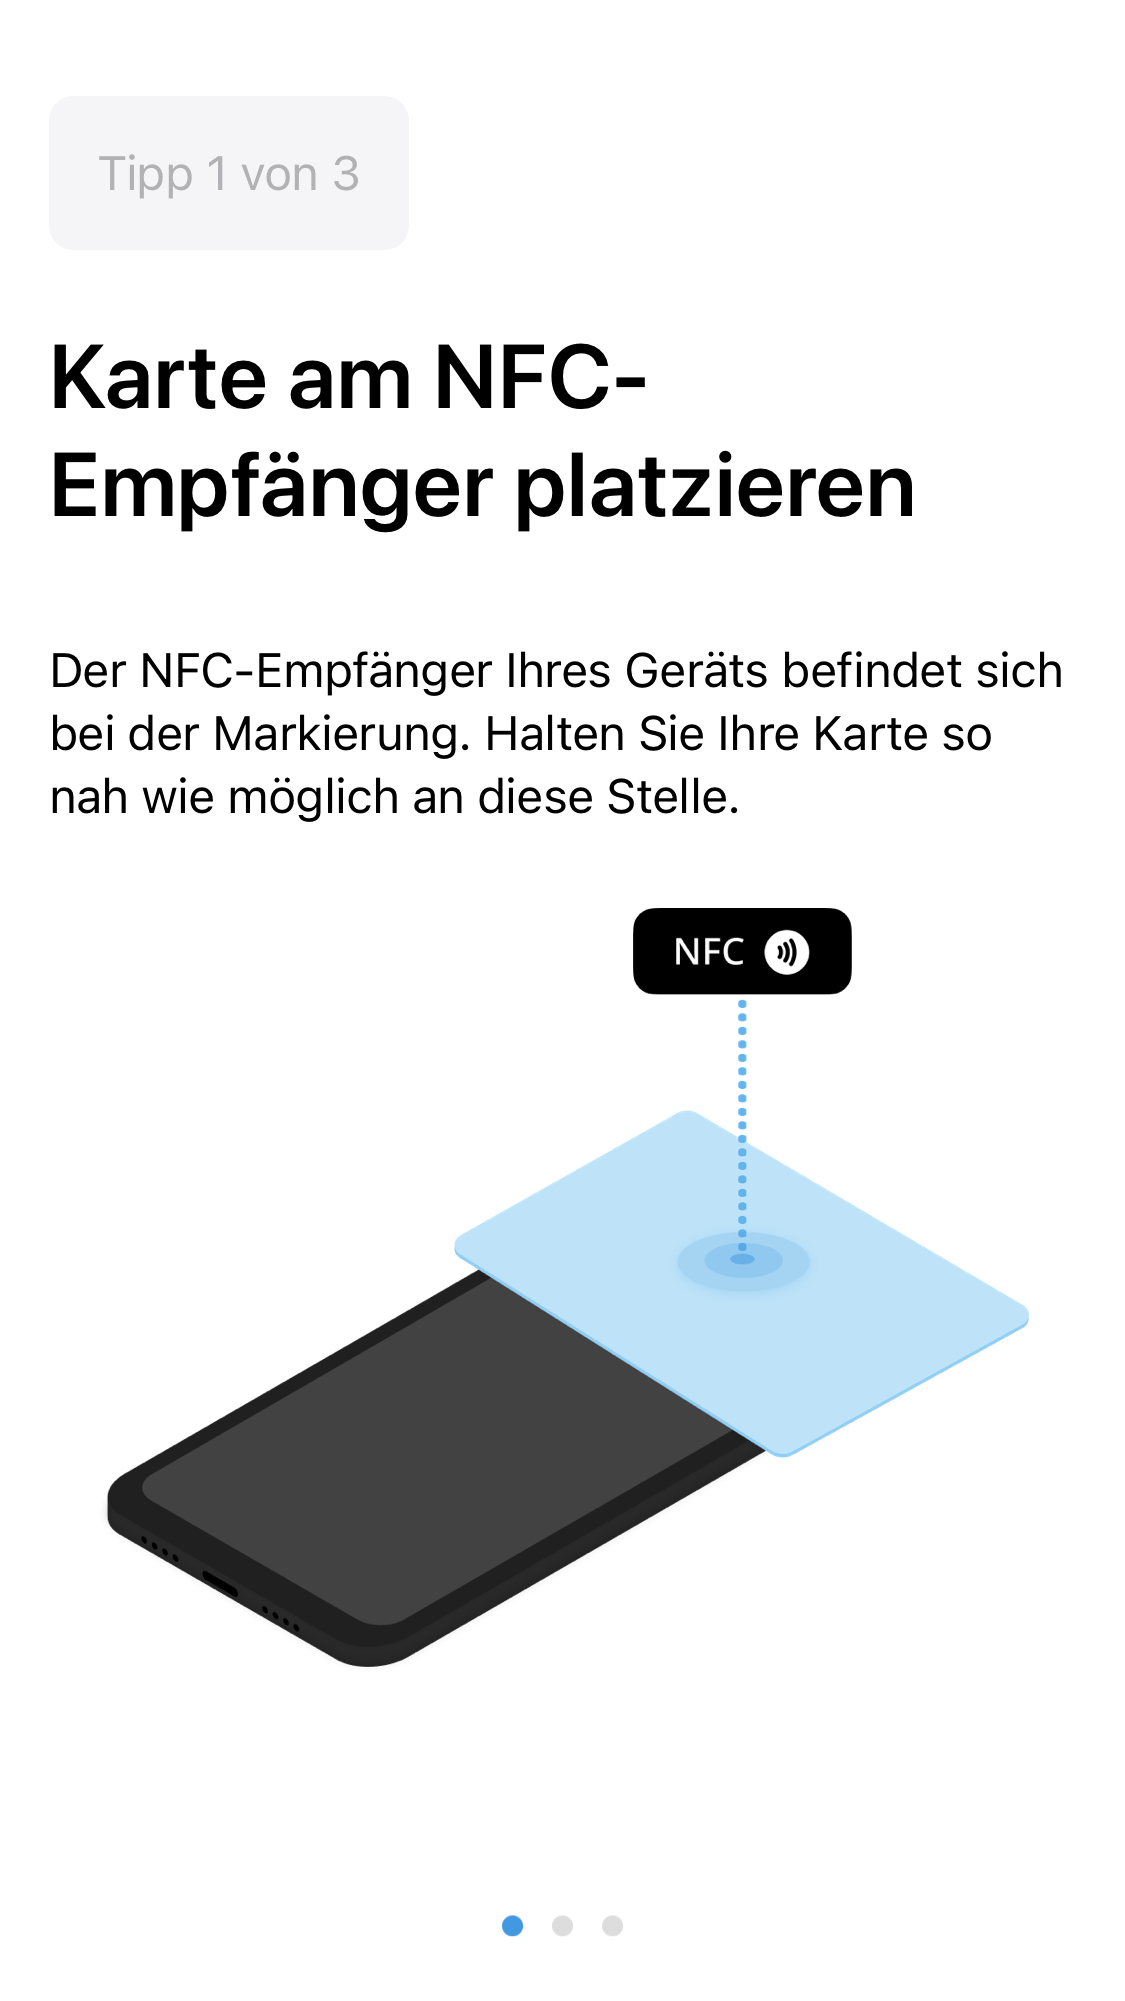 Tipp 1 von 3
Karte am NFC-
Empfänger platzieren
Der NFC-Empfänger Ihres Geräts befindet sich
bei der Markierung. Halten Sie Ihre Karte so
nah wie möglich an diese Stelle.
NFC